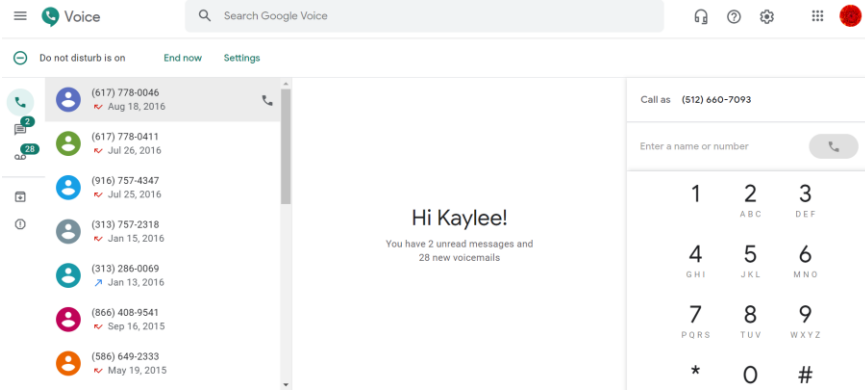 Voice
Search Google Voice
Do not disturb is on End now Settings
(617) 778-0046
Aug 18, 2016
(617) 778-0411
Jul 26, 2016
2
28
(916) 757-4347
Jul 25, 2016
(313) 757-2318
Jan 15, 2016
(313) 286-0069
Jan 13, 2016
(866) 408-9541
Sep 16, 2015
(586) 649-2333
May 19, 2015
Hi Kaylee!
You have 2 unread messages and
28 new voicemails
Call as (512) 660-7093
Enter a name or number
1 2 3
ABC DEF
4 5 6
GHI JKL MNO
7 8 9
PQRS TUV WXYZ
* 0 #